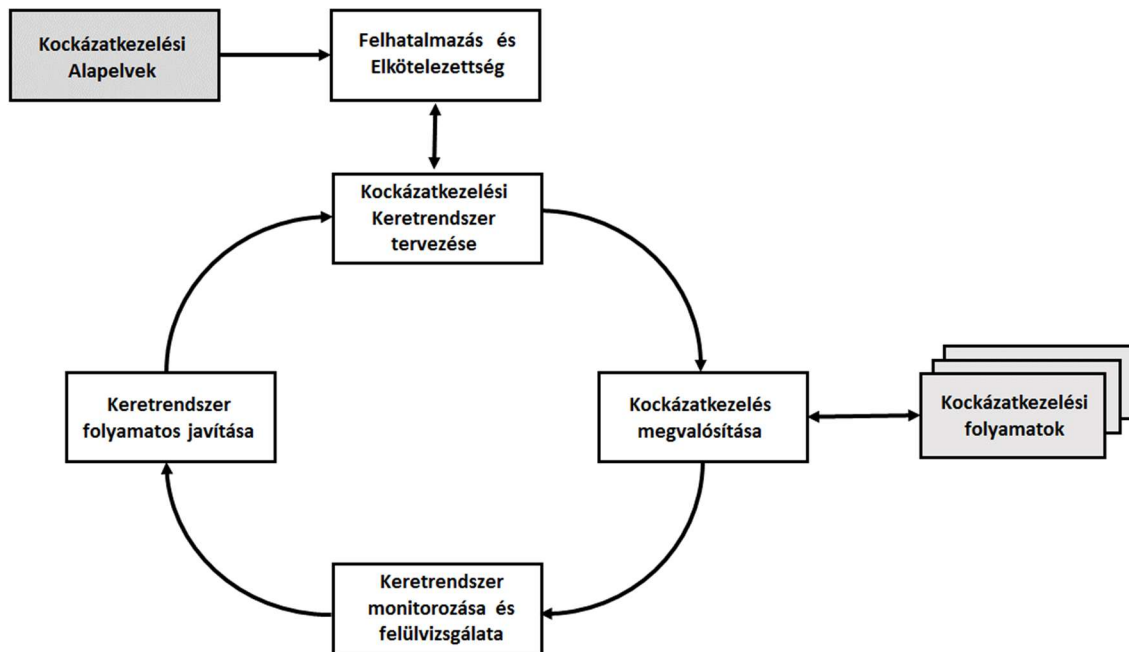 Kockázatkezelési
Alapelvek
Felhatalmazás és
Elkötelezettség
Kockázatkezelési
Keretrendszer
tervezése
Keretrendszer
folyamatos javítása
Kockázatkezelés
megvalósítása
Kockázatkezelési
folyamatok
Keretrendszer
monitorozása és
felülvizsgálata